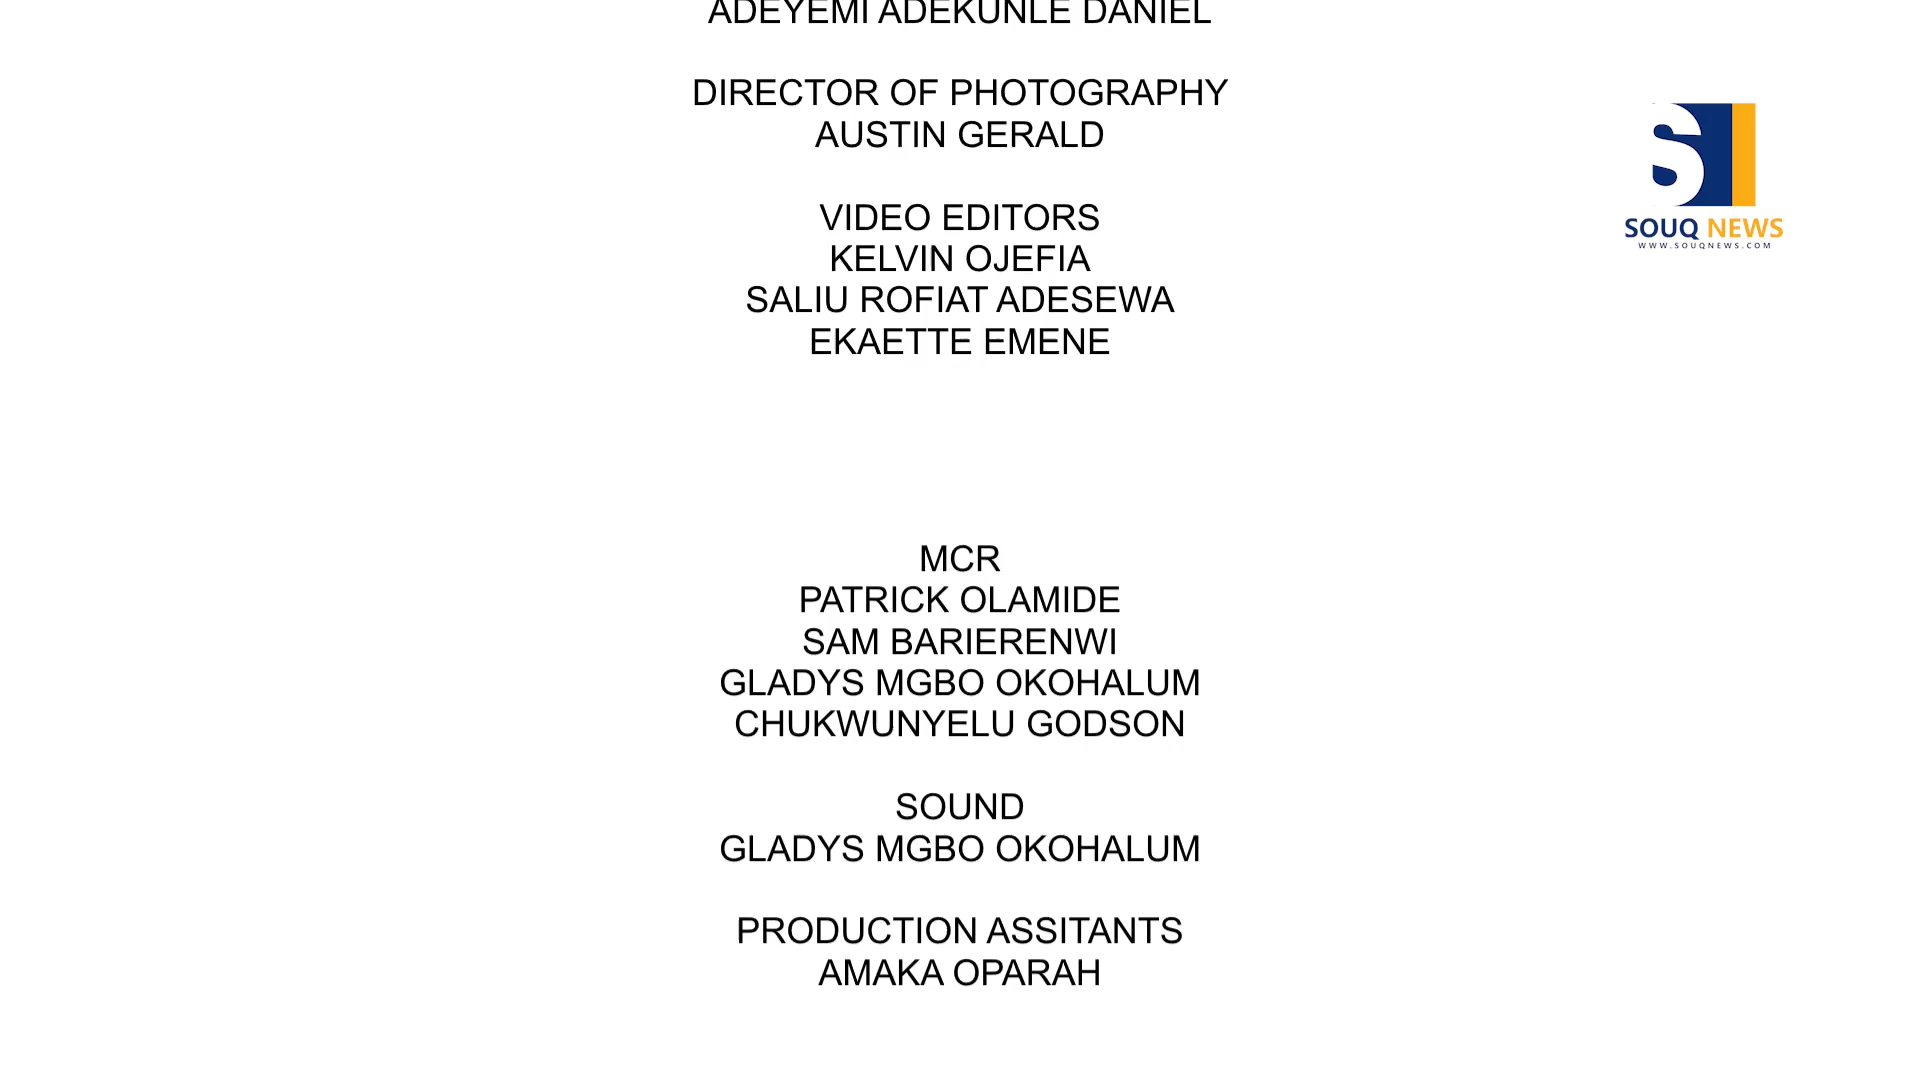 ADEYEMI ADEKUNLE DANIEL
DIRECTOR OF PHOTOGRAPHY
AUSTIN GERALD
VIDEO EDITORS
KELVIN OJEFIA
SALIU ROFIAT ADESEWA
EKAETTE EMENE
MCR
PATRICK OLAMIDE
SAM BARIERENWI
GLADYS MGBO OKOHALUM
CHUKWUNYELU GODSON
SOUND
GLADYS MGBO OKOHALUM
PRODUCTION ASSITANTS
AMAKA OPARAH
S
SOUQ NEWS
WWW.SOUQNEWS.COM